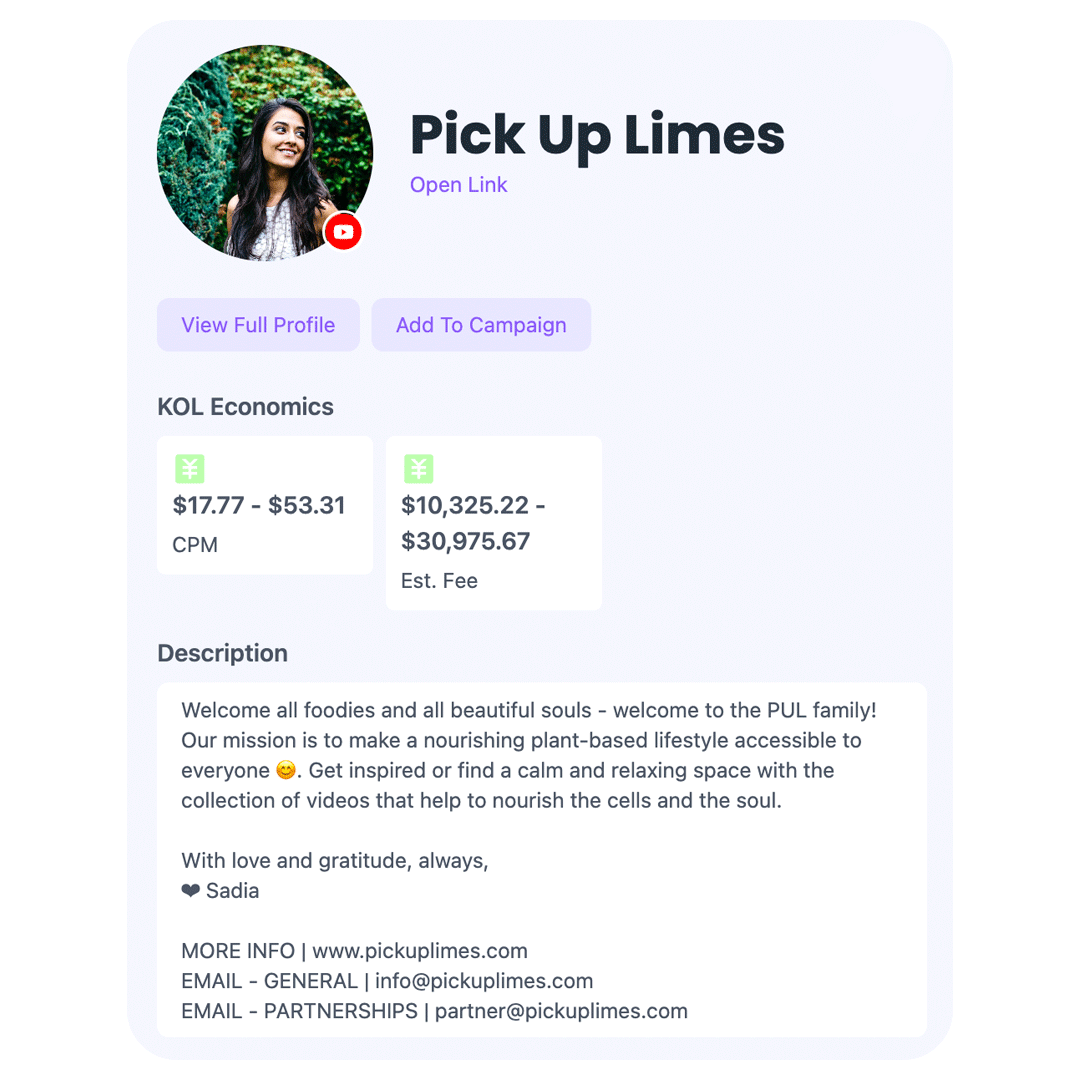 Pick Up Limes
Open Link
View Full Profile
Add To Campaign
KOL Economics
¥
$17.77 - $53.31
CPM
¥
$10,325.22 -
$30,975.67
Est. Fee
Description
Welcome all foodies and all beautiful souls - welcome to the PUL family!
Our mission is to make a nourishing plant-based lifestyle accessible to
everyone 😊. Get inspired or find a calm and relaxing space with the
collection of videos that help to nourish the cells and the soul.
With love and gratitude, always,
❤ Sadia
MORE INFO | www.pickuplimes.com
EMAIL - GENERAL | info@pickuplimes.com
EMAIL - PARTNERSHIPS | partner@pickuplimes.com